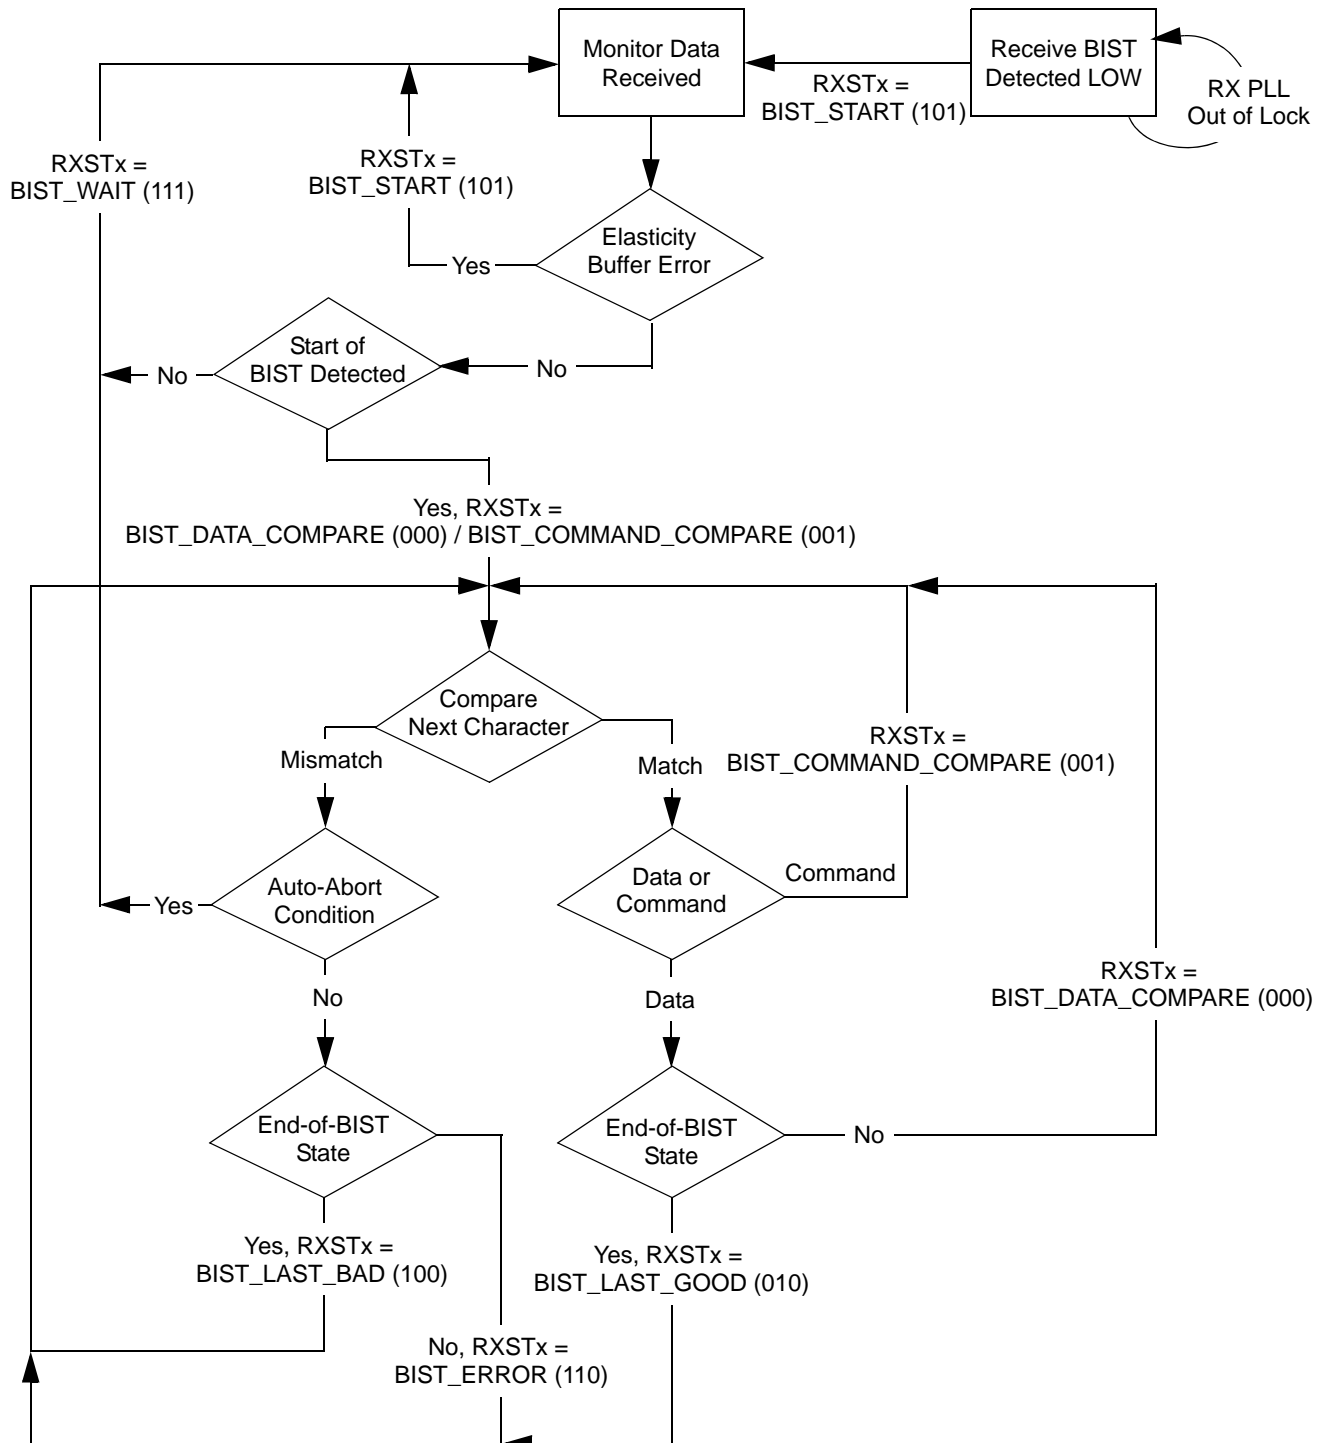 Monitor Data
Received
Receive BIST
Detected LOW
RX PLL
Out of Lock
RXSTx =
BIST_START (101)
RXSTx =
BIST_WAIT (111)
RXSTx =
BIST_START (101)
Elasticity
Buffer Error
Yes
Start of
BIST Detected
No
No
Yes, RXSTx =
BIST_DATA_COMPARE (000) / BIST_COMMAND_COMPARE (001)
Compare
Next Character
Mismatch
Match
RXSTx =
BIST_COMMAND_COMPARE (001)
Auto-Abort
Condition
Yes
Data or
Command
Command
No
Data
RXSTx =
BIST_DATA_COMPARE (000)
End-of-BIST
State
End-of-BIST
State
No
Yes, RXSTx =
BIST_LAST_BAD (100)
Yes, RXSTx =
BIST_LAST_GOOD (010)
No, RXSTx =
BIST_ERROR (110)